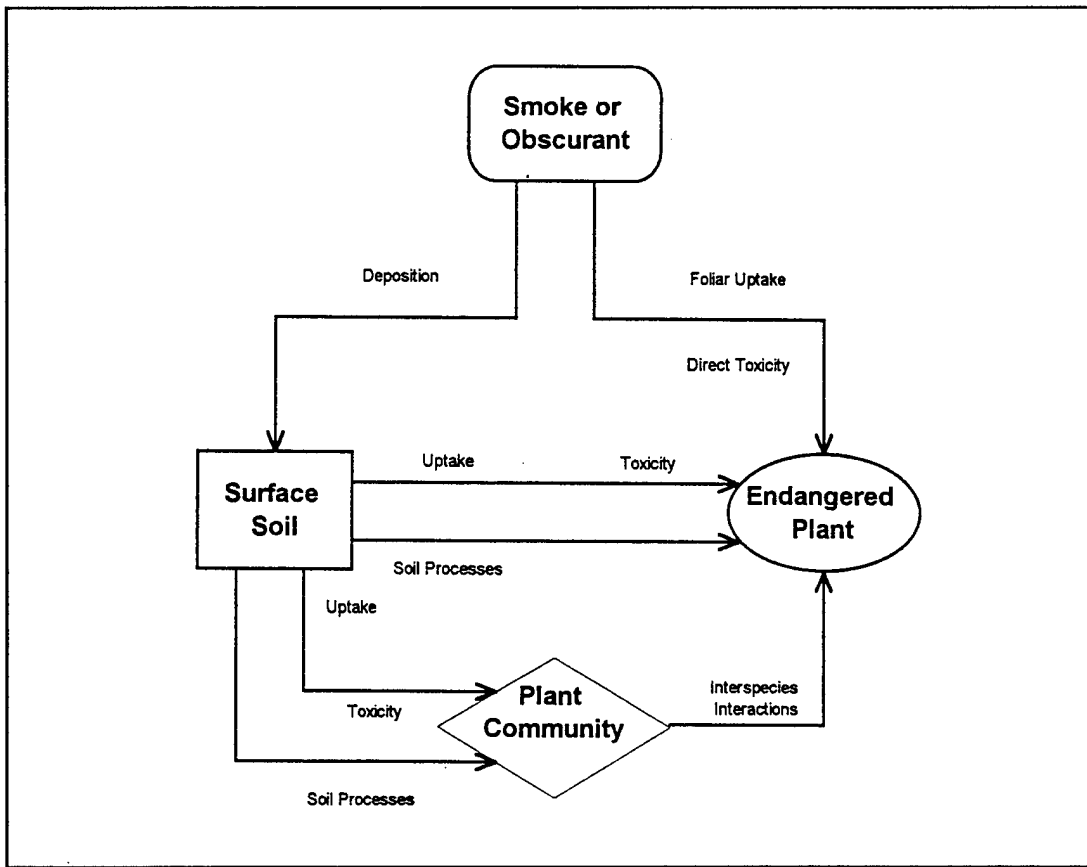 Smoke or
Obscurant
Deposition
Foliar Uptake
Direct Toxicity
Surface
Soil
Uptake
Toxicity
Endangered
Plant
Soil Processes
Uptake
Toxicity
Plant
Community
Interspecies
Interactions
Soil Processes